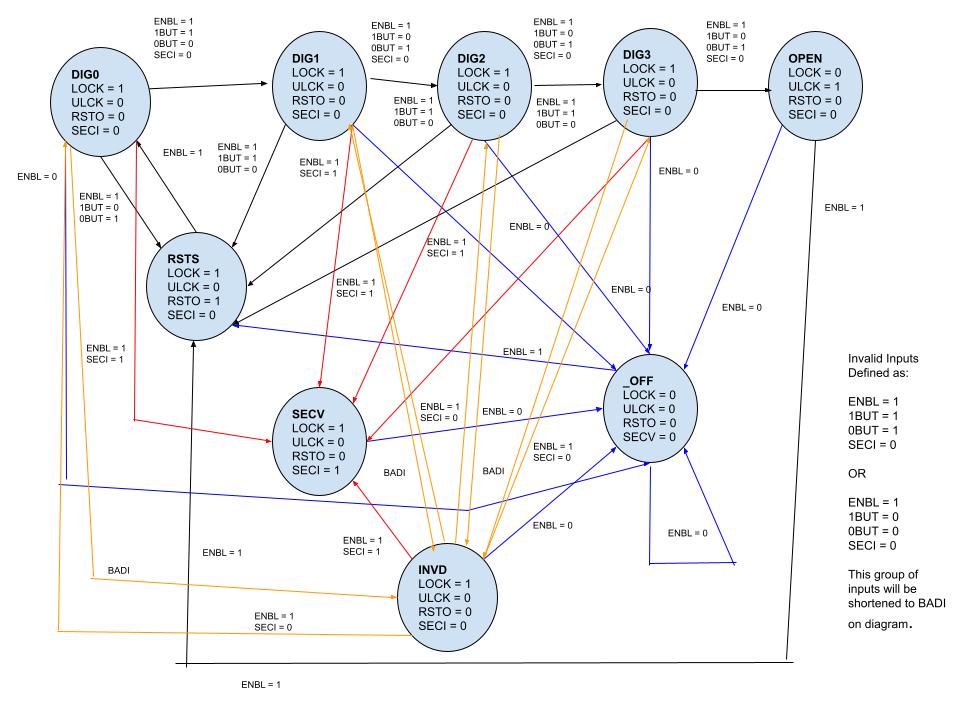 ENBL = 1
1BUT = 1
0BUT = 0
SECI = 0
ENBL = 1
1BUT = 0
0BUT = 1
SECI = 0
ENBL = 1
1BUT = 0
0BUT = 1
SECI = 0
ENBL = 1
1BUT = 0
0BUT = 1
SECI = 0
DIG0
LOCK = 1
ULCK = 0
RSTO = 0
SECI = 0
DIG1
LOCK = 1
ULCK = 0
RSTO = 0
SECI = 0
DIG2
LOCK = 1
ULCK = 0
RSTO = 0
SECI = 0
DIG3
LOCK = 1
ULCK = 0
RSTO = 0
SECI = 0
OPEN
LOCK = 0
ULCK = 1
RSTO = 0
SECI = 0
ENBL = 1
1BUT = 1
0BUT = 0
ENBL = 1
1BUT = 1
0BUT = 0
ENBL = 0
ENBL = 1
ENBL = 1
1BUT = 1
0BUT = 0
ENBL = 1
SECI = 1
ENBL = 0
ENBL = 1
1BUT = 0
0BUT = 1
ENBL = 1
ENBL = 0
RSTS
LOCK = 1
ULCK = 0
RSTO = 1
SECI = 0
ENBL = 1
SECI = 1
ENBL = 1
SECI = 1
ENBL = 0
ENBL = 0
ENBL = 1
SECI = 1
ENBL = 1
_OFF
LOCK = 0
ULCK = 0
RSTO = 0
SECV = 0
SECV
LOCK = 1
ULCK = 0
RSTO = 0
SECI = 1
ENBL = 1
SECI = 0
ENBL = 0
ENBL = 1
SECI = 0
BADI
BADI
ENBL = 0
ENBL = 0
ENBL = 1
SECI = 1
ENBL = 1
BADI
INVD
LOCK = 1
ULCK = 0
RSTO = 0
SECI = 0
ENBL = 1
SECI = 0
ENBL = 1
Invalid Inputs
Defined as:
ENBL = 1
1BUT = 1
0BUT = 1
SECI = 0
OR
ENBL = 1
1BUT = 0
0BUT = 0
SECI = 0
This group of
inputs will be
shortened to BADI
on diagram.